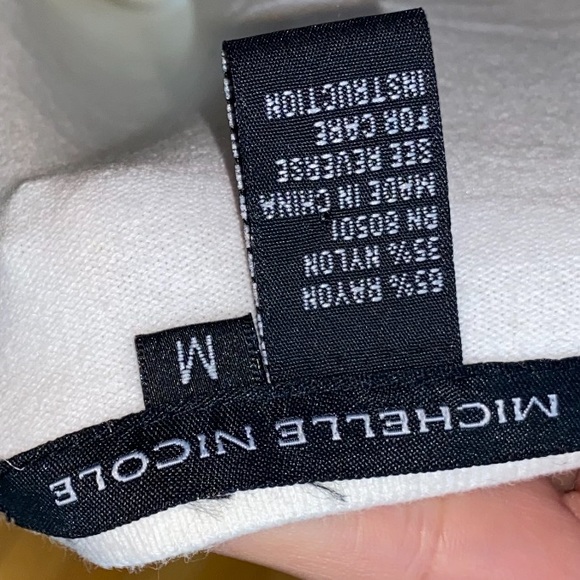 MICHELLE NICOLE
M
65% RAYON
35% NYLON
RN 80501
MADE IN CHINA
SEE REVERSE
FOR CARE
INSTRUCTION